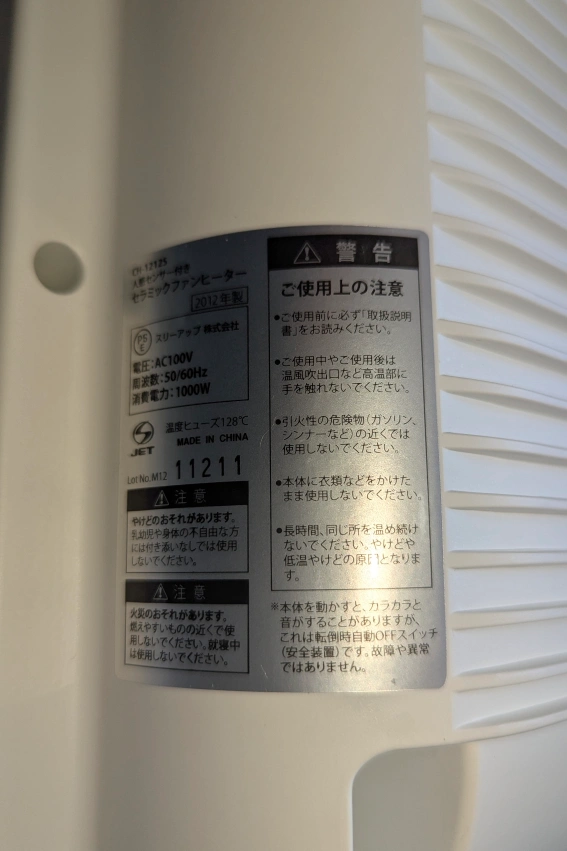 CH-1212S
人感センサー付き
セラミックファンヒーター
2012年製
PS
E
スリーアップ 株式会社
電圧:AC100V
周波数:50/60Hz
消費電力:1000W
JET
温度ヒューズ128℃
MADE IN CHINA
Lot No.M12 11211
注意
やけどのおそれがあります。
乳幼児や身体の不自由な方
には付き添いなしでは使用
しないでください。
注意
火災のおそれがあります。
燃えやすいものの近くで使
用しないでください。就寝中
は使用しないでください。
警告
ご使用上の注意
●ご使用前に必ず「取扱説明
書」をお読みください。
●ご使用中やご使用後は
温風吹出口など高温部に
手を触れないでください。
●引火性の危険物(ガソリン、
シンナーなど)の近くでは
使用しないでください。
●本体に衣類などをかけた
まま使用しないでください。
●長時間、同じ所を温め続け
ないでください。やけどや
低温やけどの原因となりま
す。
※本体を動かすと、カラカラと
音がすることがありますが、
これは転倒時自動OFFスイッチ
(安全装置)です。故障や異常
ではありません。